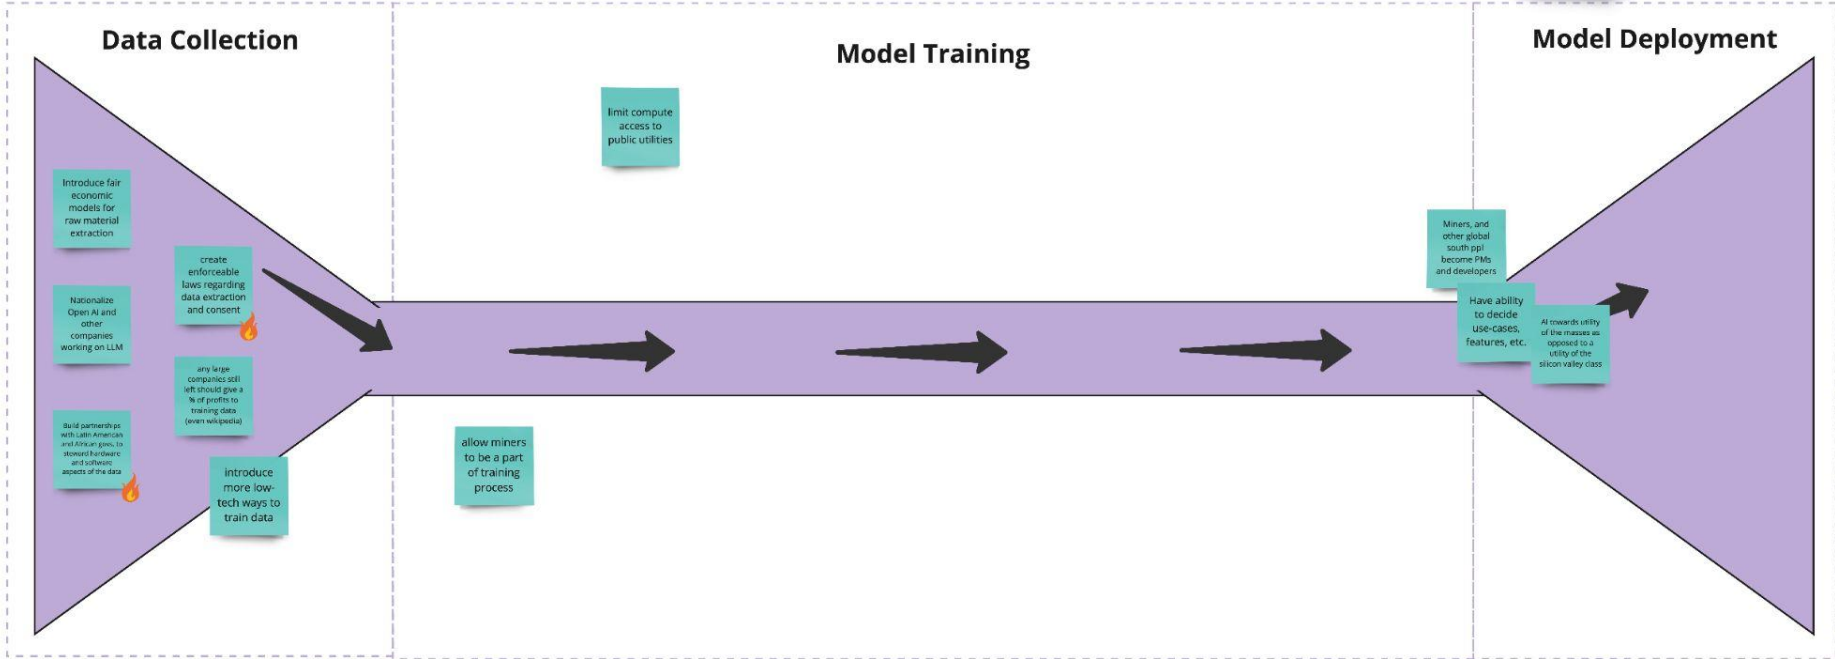 Data Collection
Model Training
Model Deployment
limit compute
access to
public utilities
Introduce fair
economic
models for
raw material
extraction
create
enforceable
laws regarding
data extraction
and consent
Nationalize
Open AI and
other
companies
working on LLM
any large
companies still
left should give a
% of profits to
training data
(even wikipedia)
Build partnerships
with Latin American
and African govs, to
steward hardware
and software
aspects of the data
introduce
more low-
tech ways to
train data
allow miners
to be a part
of training
process
Miners, and
other global
south ppl
become PMs
and developers
Have ability
to decide
use-cases,
features, etc.
AI towards utility
of the masses as
opposed to a
utility of the
silicon valley class